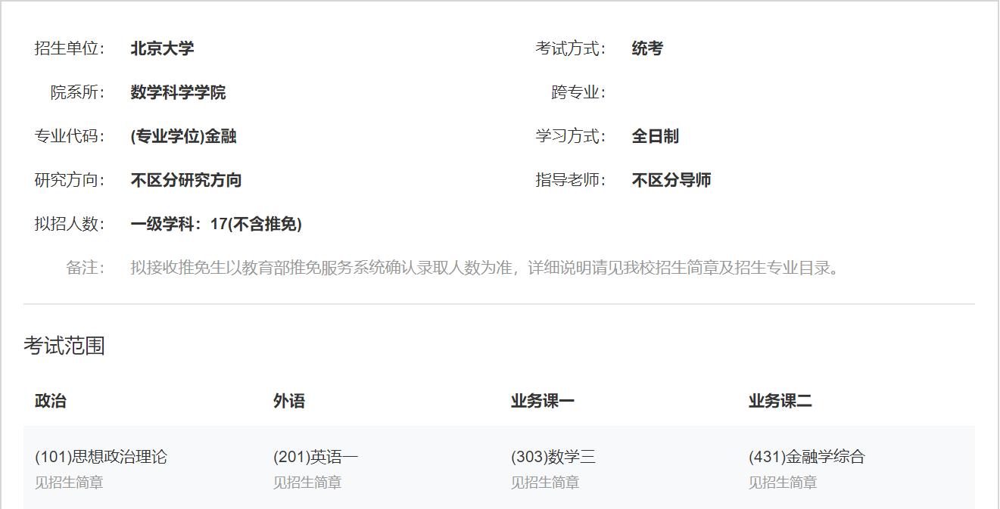 招生单位： 北京大学 考试方式： 统考
院系所： 数学科学学院 跨专业：
专业代码： (专业学位)金融 学习方式： 全日制
研究方向： 不区分研究方向 指导老师： 不区分导师
拟招人数： 一级学科：17(不含推免)
备注： 拟接收推免生以教育部推免服务系统确认录取人数为准，详细说明请见我校招生简章及招生专业目录。
考试范围
政治 外语 业务课一 业务课二
(101)思想政治理论 (201)英语一 (303)数学三 (431)金融学综合
见招生简章 见招生简章 见招生简章 见招生简章